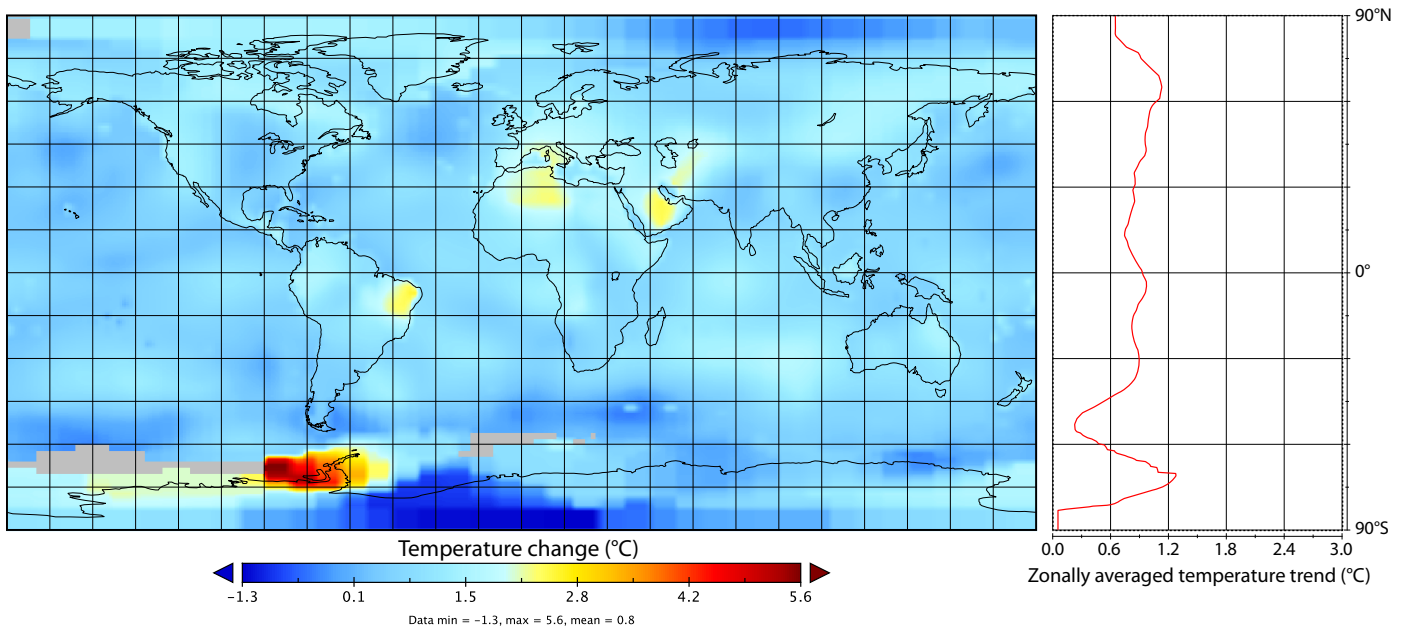 90°N
0°
90°S
0.0 0.6 1.2 1.8 2.4 3.0
Zonally averaged temperature trend (°C)
Temperature change (°C)
−1.3 0.1 1.5 2.8 4.2 5.6
Data min = −1.3, max = 5.6, mean = 0.8